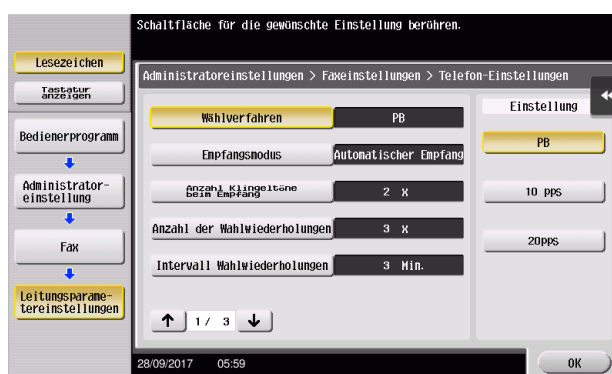 Schaltfläche für die gewünschte Einstellung berühren.
Lesezeichen
Tastatur
anzeigen
Bedienerprogramm
Administrator-
einstellung
Fax
Leitungsparame-
tereinstellungen
Administratoreinstellungen > Faxeinstellungen > Telefon-Einstellungen
Wählverfahren PB
Empfangsmodus Automatischer Empfang
Anzahl Klingeltöne
beim Empfang 2 X
Anzahl der Wahlwiederholungen 3 X
Intervall Wahlwiederholungen 3 Min.
↑ 1/ 3 ↓
Einstellung
PB
10 pps
20pps
28/09/2017 05:59
OK